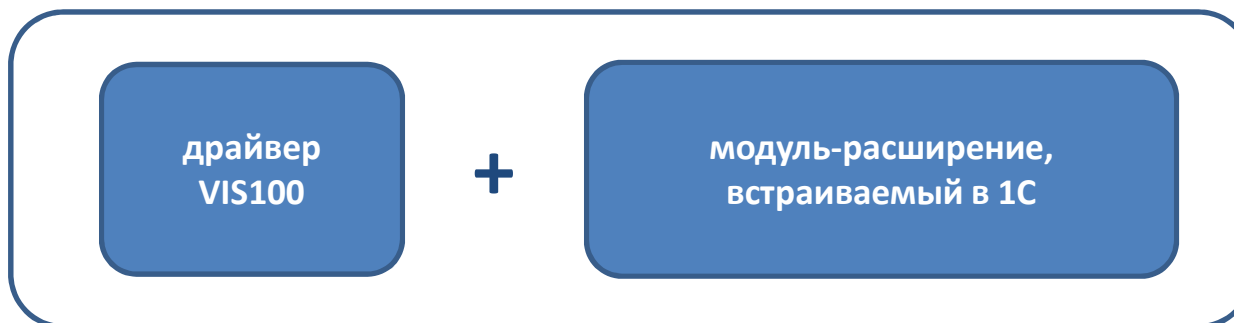 драйвер
VIS100
+
модуль-расширение,
встраиваемый в 1С